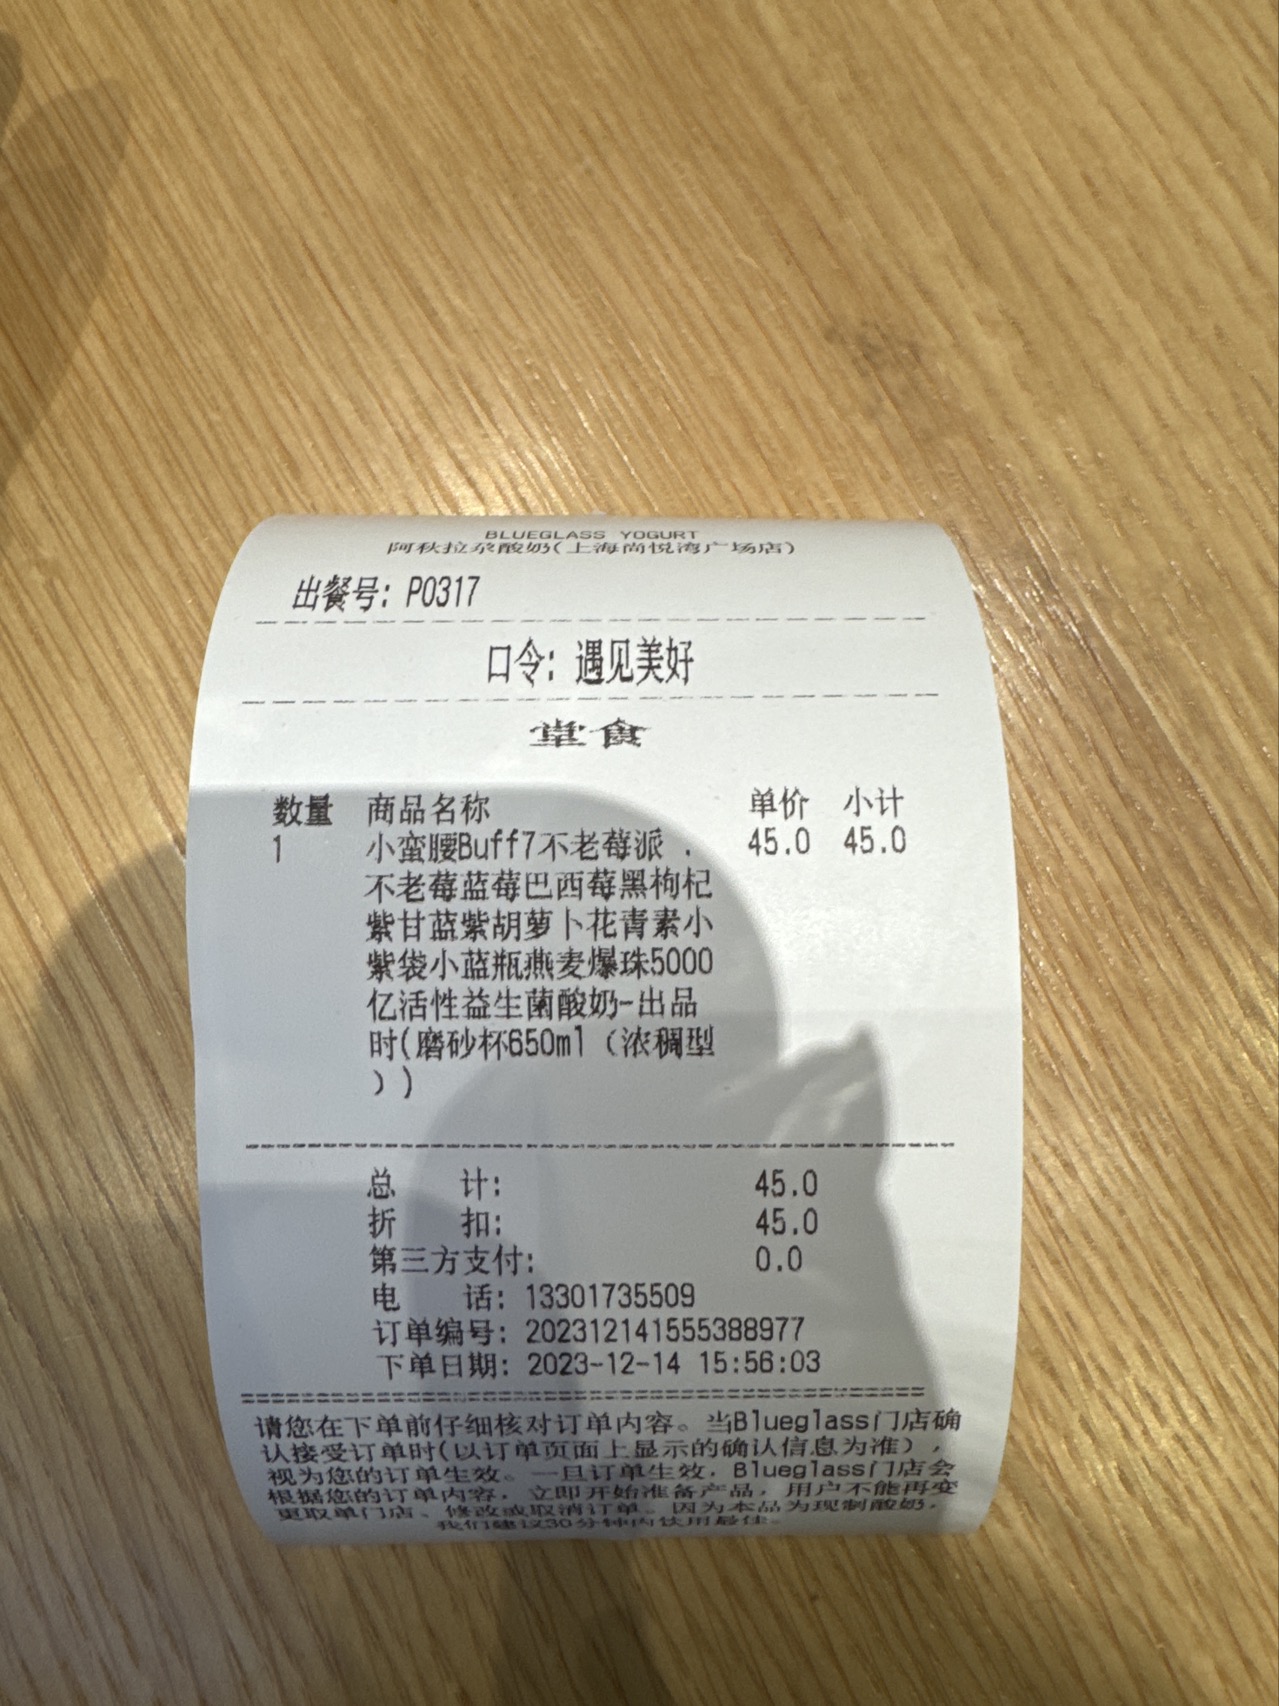 BLUEGLASS YOGURT
阿秋拉尕酸奶(上海尚悦湾广场店)
出餐号: P0317
口令: 遇见美好
堂食
数量 商品名称 单价 小计
1 小蛮腰Buff7不老莓派 . 45.0 45.0
不老莓蓝莓巴西莓黑枸杞
紫甘蓝紫胡萝卜花青素小
紫袋小蓝瓶燕麦爆珠5000
亿活性益生菌酸奶-出品
时(磨砂杯650ml（浓稠型
）)
总 计: 45.0
折 扣: 45.0
第三方支付: 0.0
电 话: 13301735509
订单编号: 202312141555388977
下单日期: 2023-12-14 15:56:03
请您在下单前仔细核对订单内容。当Blueglass门店确
认接受订单时(以订单页面上显示的确认信息为准)，
视为您的订单生效。一旦订单生效，Blueglass门店会
根据您的订单内容，立即开始准备产品，用户不能再变
更取单门店、修改或取消订单。因为本品为现制酸奶，
我们建议30分钟内饮用最佳。